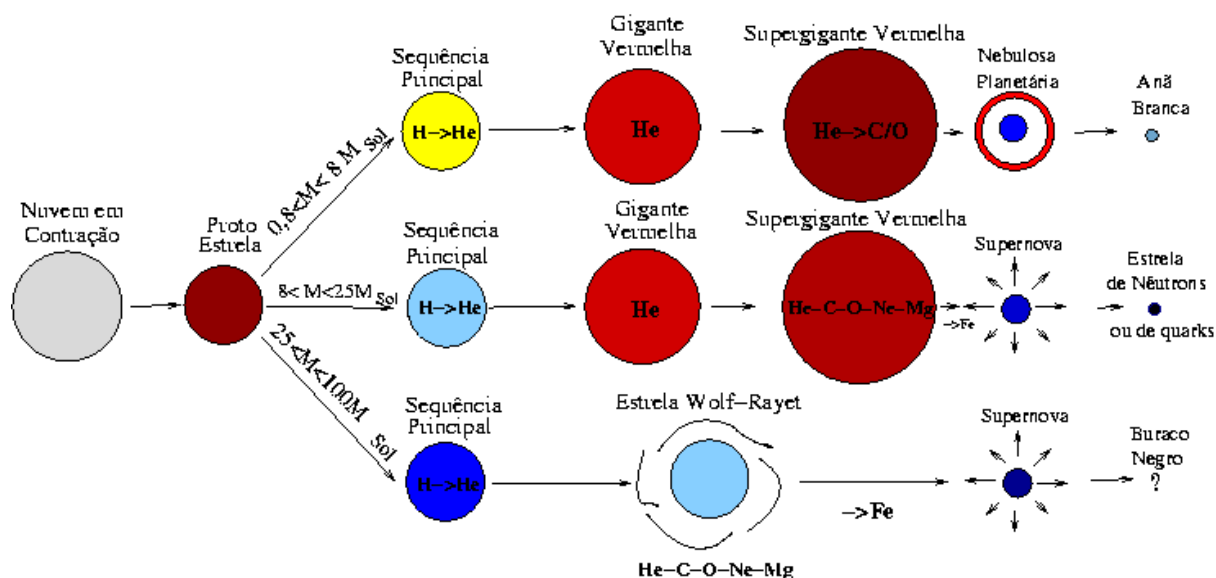 Nuvem em
Contração
Proto
Estrela
0,8<M< 8 M Sol
Sequência
Principal
H->He
Gigante
Vermelha
He
Supergigante Vermelha
He->C/O
Nebulosa
Planetária
Anã
Branca
8< M<25M Sol
Sequência
Principal
H->He
Gigante
Vermelha
He
Supergigante Vermelha
He-C-O-Ne-Mg
->Fe
Supernova
Estrela
de Nêutrons
ou de quarks
25<M<100M Sol
Sequência
Principal
H->He
Estrela Wolf-Rayet
He-C-O-Ne-Mg
->Fe
Supernova
Buraco
Negro
?